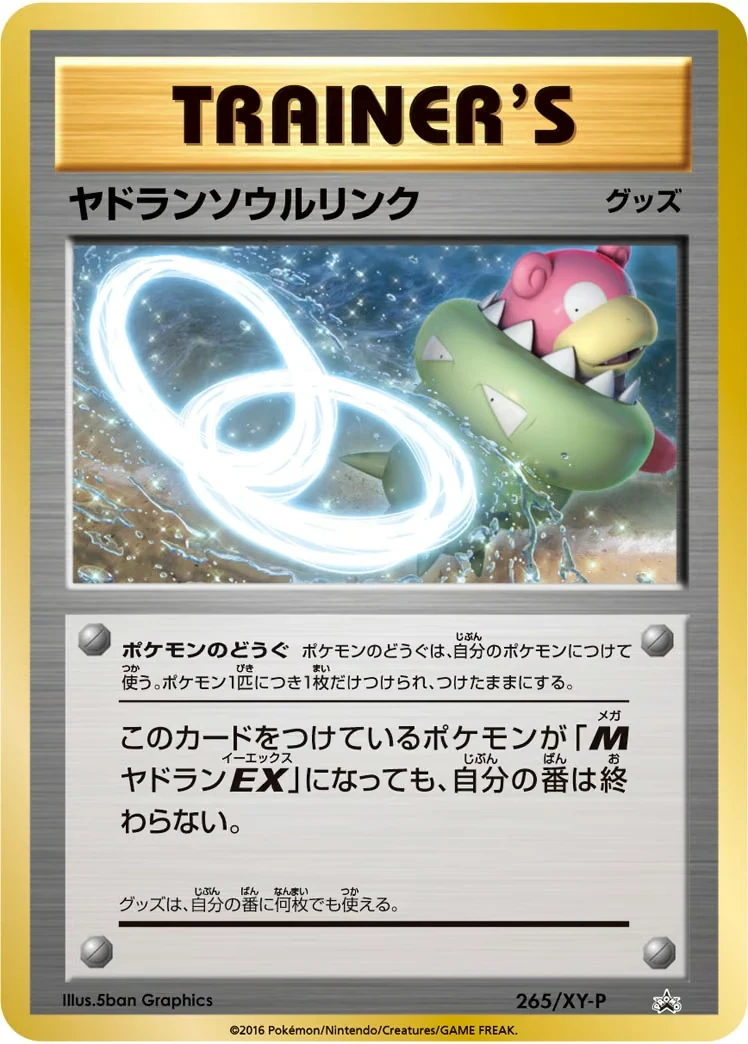 TRAINER'S
ヤドランソウルリンク グッズ
ポケモンのどうぐ ポケモンのどうぐは、自分のポケモンにつけて
使う。ポケモン1匹につき1枚だけつけられ、つけたままにする。
このカードをつけているポケモンが「M
ヤドランEX」になっても、自分の番は終
わらない。
グッズは、自分の番に何枚でも使える。
Illus.5ban Graphics 265/XY-P PROMO
©2016 Pokémon/Nintendo/Creatures/GAME FREAK.